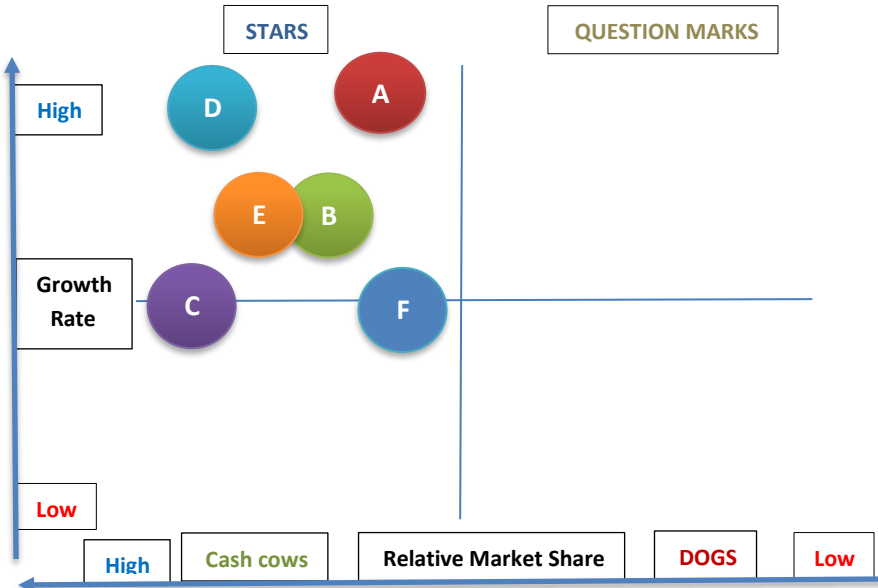 STARS
QUESTION MARKS
High
D
A
E
B
Growth
Rate
C
F
Low
High
Cash cows
Relative Market Share
DOGS
Low